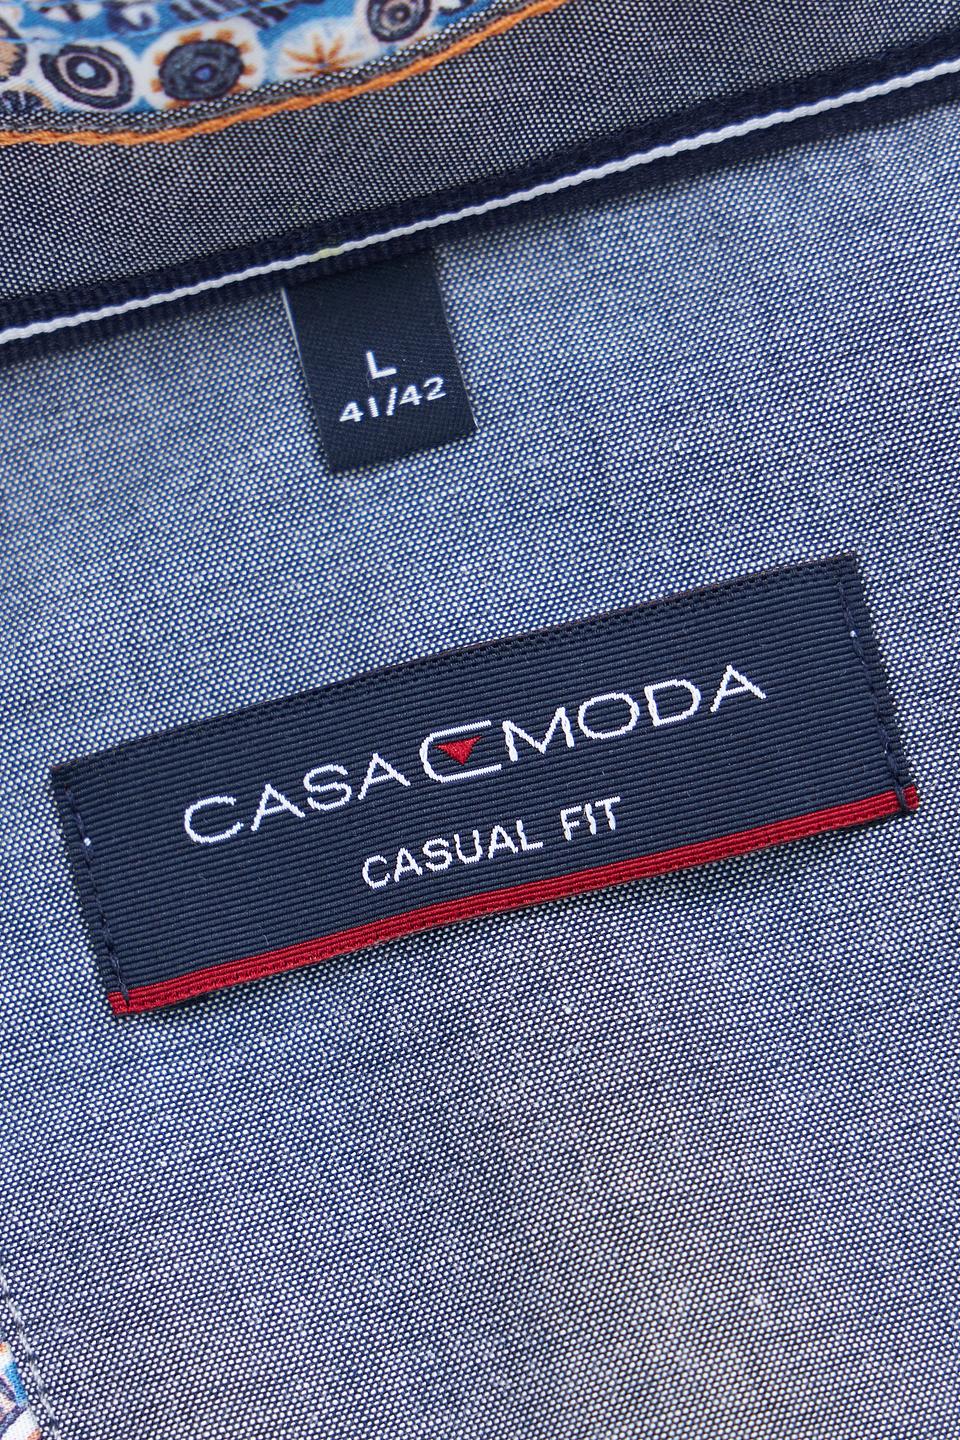 L
41/42
CASA MODA
CASUAL FIT